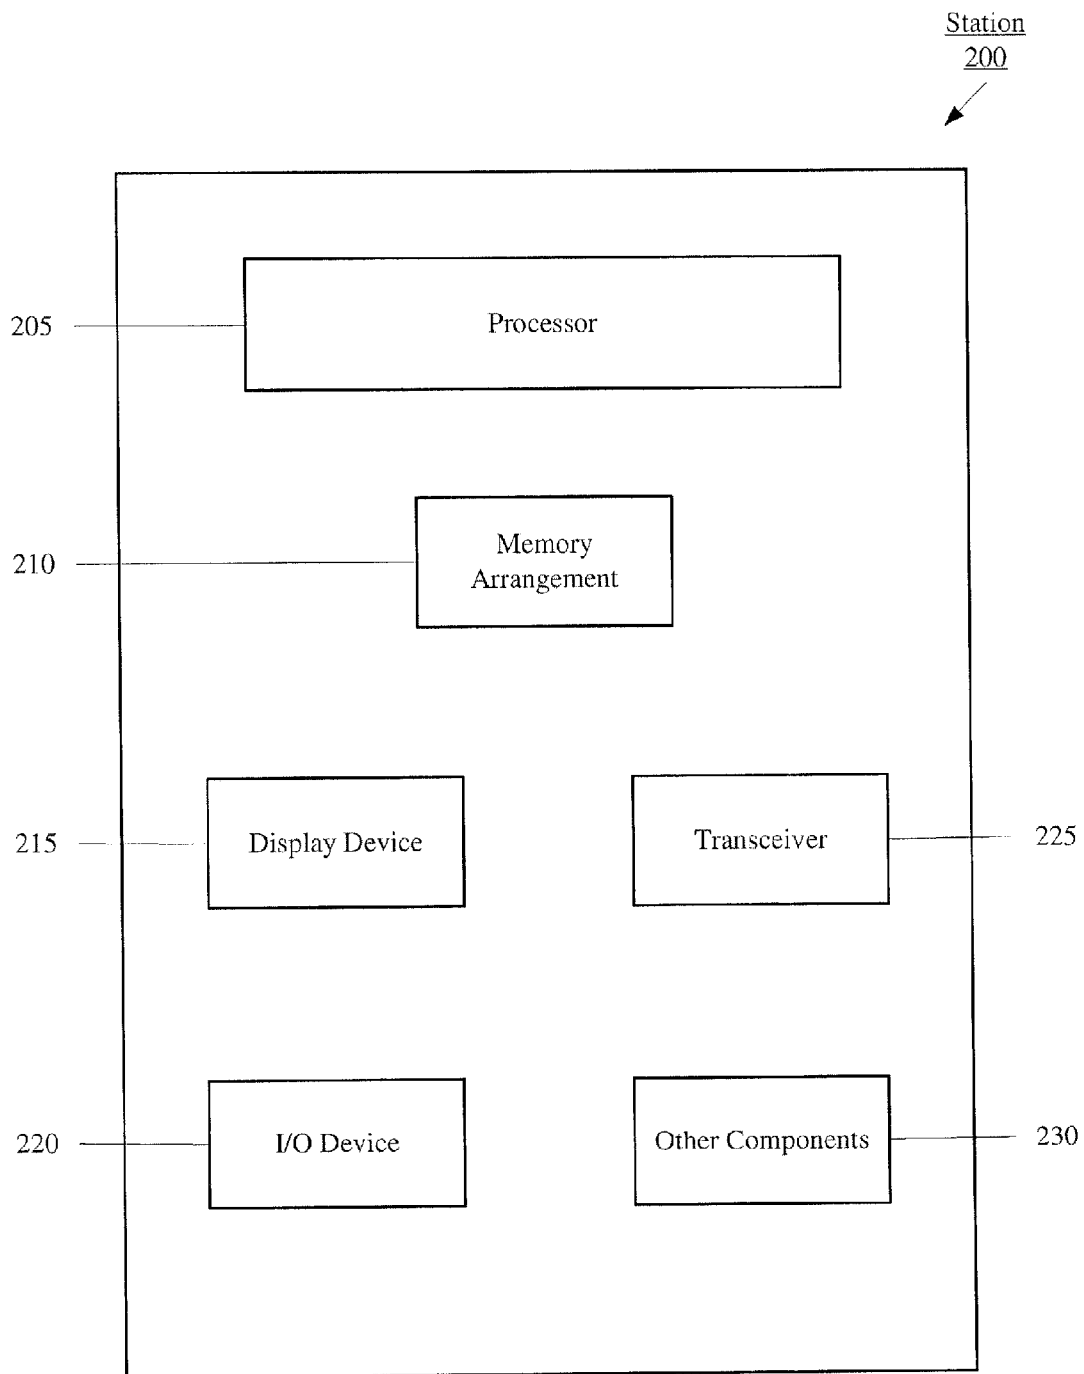 Station
200
205
Processor
210
Memory
Arrangement
215
Display Device
Transceiver
225
220
I/O Device
Other Components
230